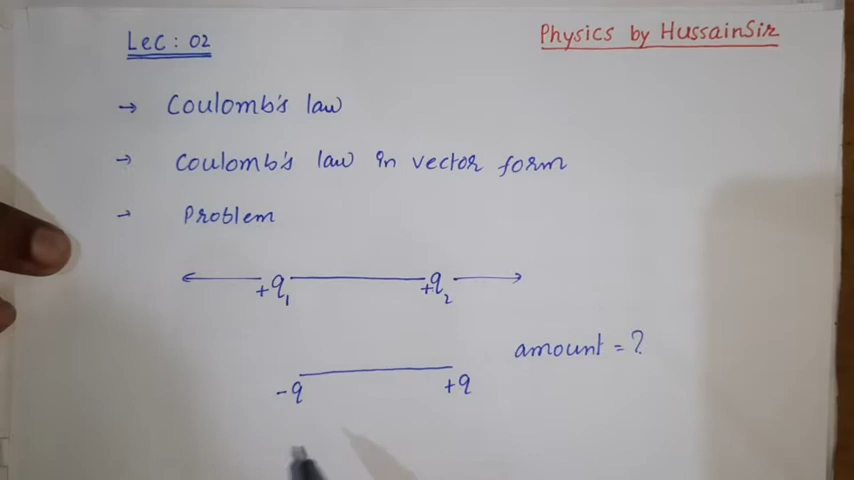 Lec: 02
Physics by HussainSir
→ Coulomb's law
→ Coulomb's law in vector form
→ Problem
+q₁ +q₂
amount = ?
-q +q